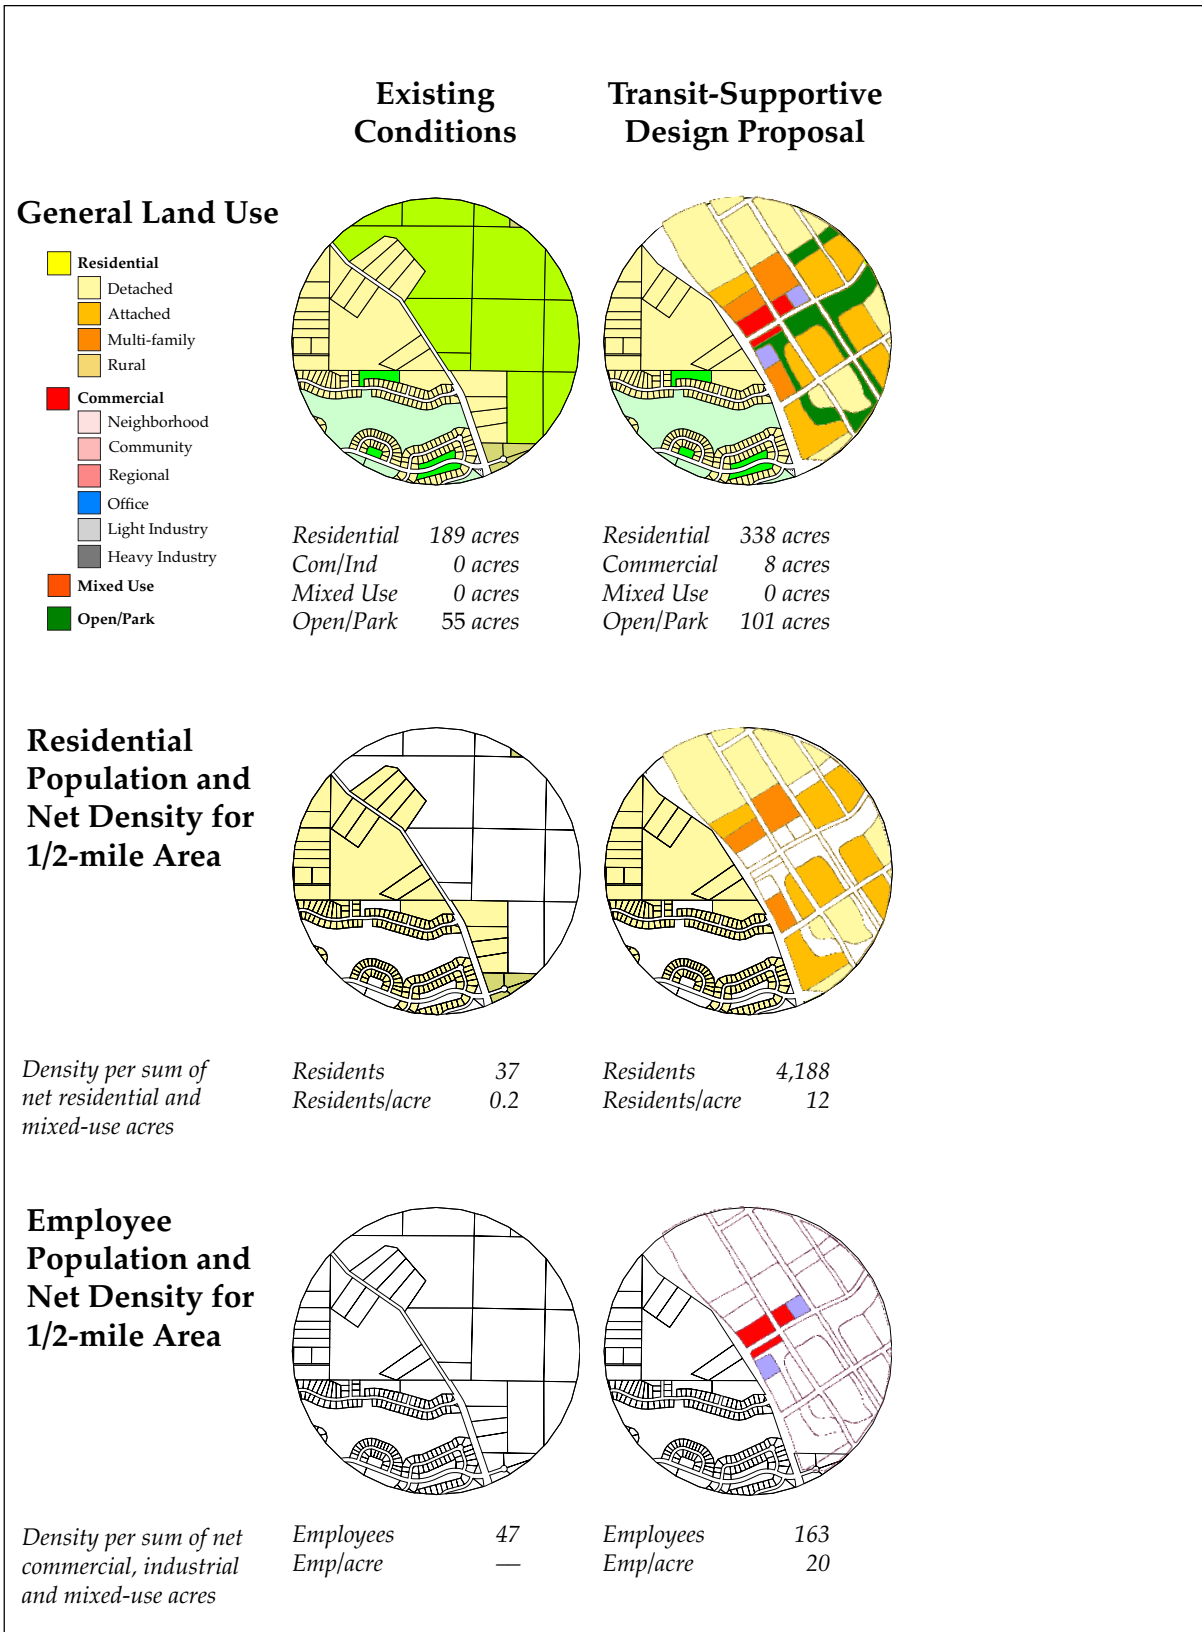 Existing
Conditions
Transit-Supportive
Design Proposal
General Land Use
Residential
Detached
Attached
Multi-family
Rural
Commercial
Neighborhood
Community
Regional
Office
Light Industry
Heavy Industry
Mixed Use
Open/Park
Residential 189 acres
Com/Ind 0 acres
Mixed Use 0 acres
Open/Park 55 acres
Residential 338 acres
Commercial 8 acres
Mixed Use 0 acres
Open/Park 101 acres
Residential
Population and
Net Density for
1/2-mile Area
Density per sum of
net residential and
mixed-use acres
Residents 37
Residents/acre 0.2
Residents 4,188
Residents/acre 12
Employee
Population and
Net Density for
1/2-mile Area
Density per sum of net
commercial, industrial
and mixed-use acres
Employees 47
Emp/acre —
Employees 163
Emp/acre 20